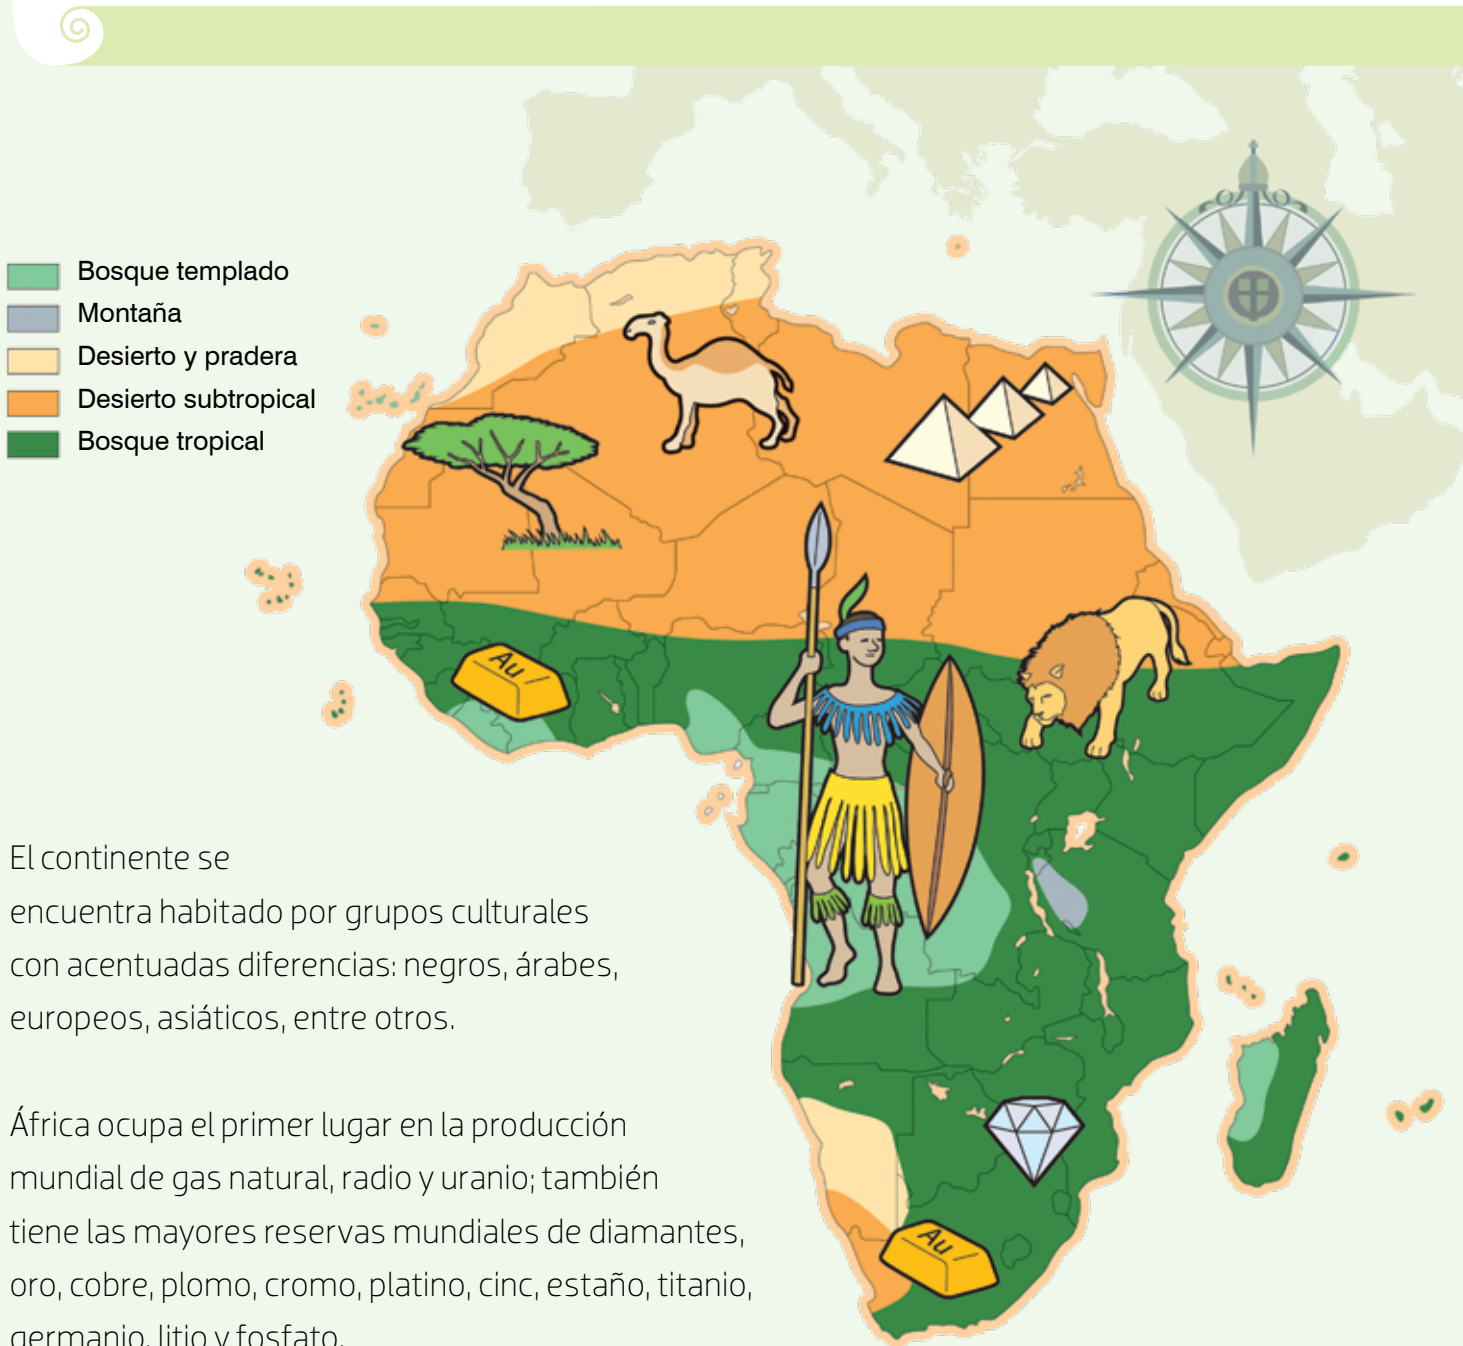 Bosque templado
Montaña
Desierto y pradera
Desierto subtropical
Bosque tropical
Au
Au
El continente se
encuentra habitado por grupos culturales
con acentuadas diferencias: negros, árabes,
europeos, asiáticos, entre otros.
África ocupa el primer lugar en la producción
mundial de gas natural, radio y uranio; también
tiene las mayores reservas mundiales de diamantes,
oro, cobre, plomo, cromo, platino, cinc, estaño, titanio,
germanio, litio y fosfato.